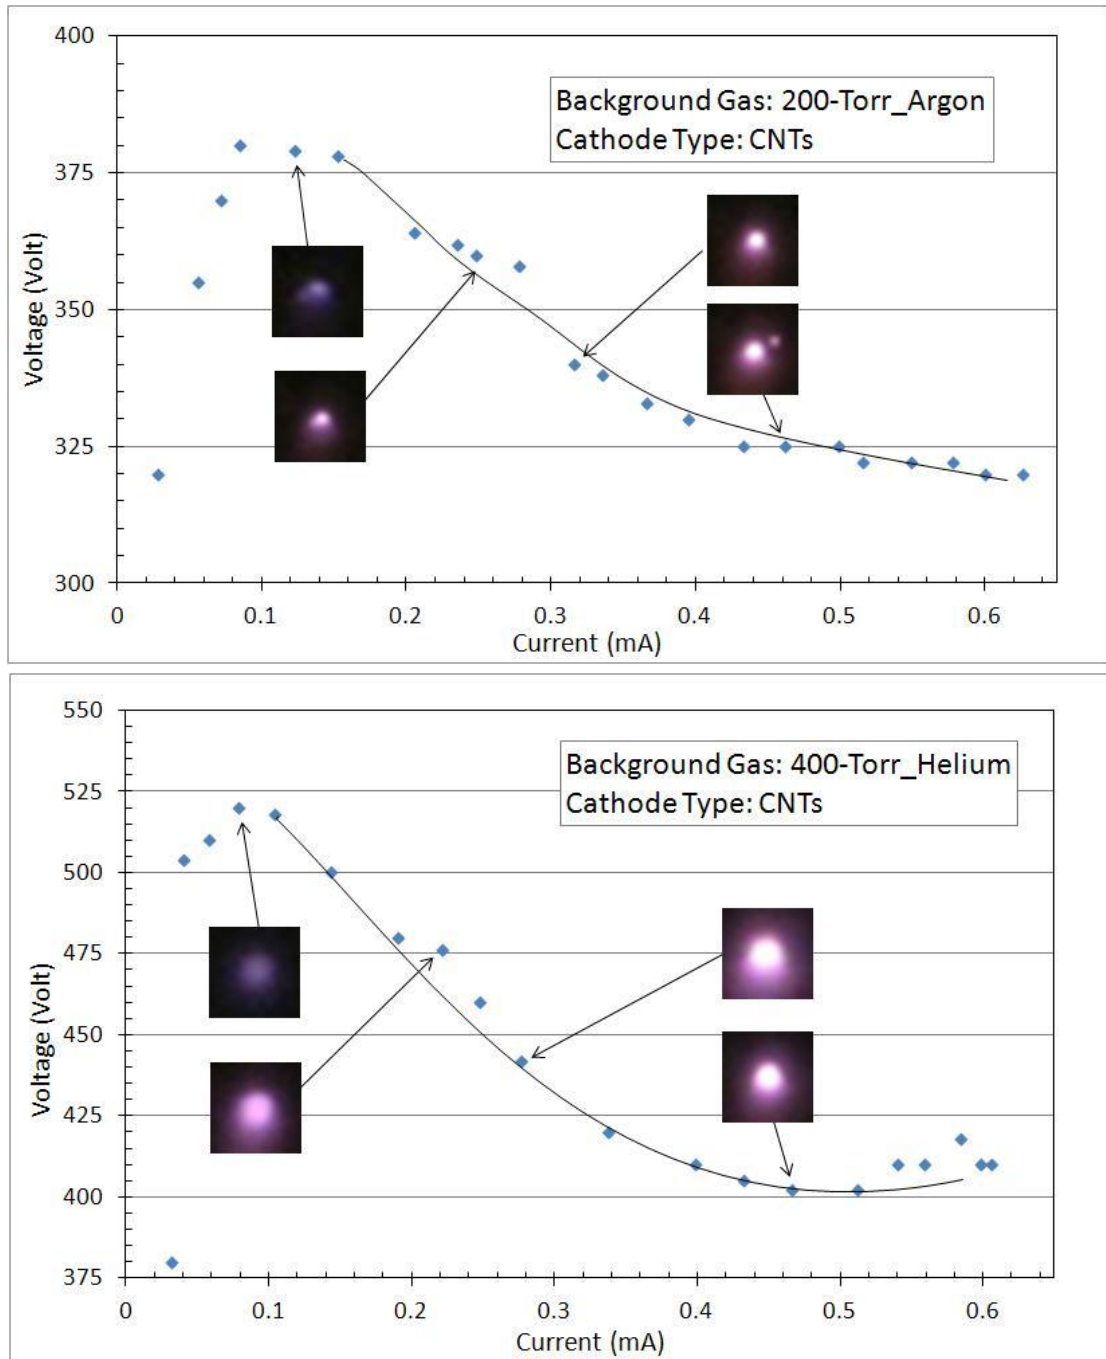 400
375
350
325
300
Voltage (Volt)
Background Gas: 200-Torr_Argon
Cathode Type: CNTs
0 0.1 0.2 0.3 0.4 0.5 0.6
Current (mA)
550
525
500
475
450
425
400
375
Voltage (Volt)
Background Gas: 400-Torr_Helium
Cathode Type: CNTs
0 0.1 0.2 0.3 0.4 0.5 0.6
Current (mA)